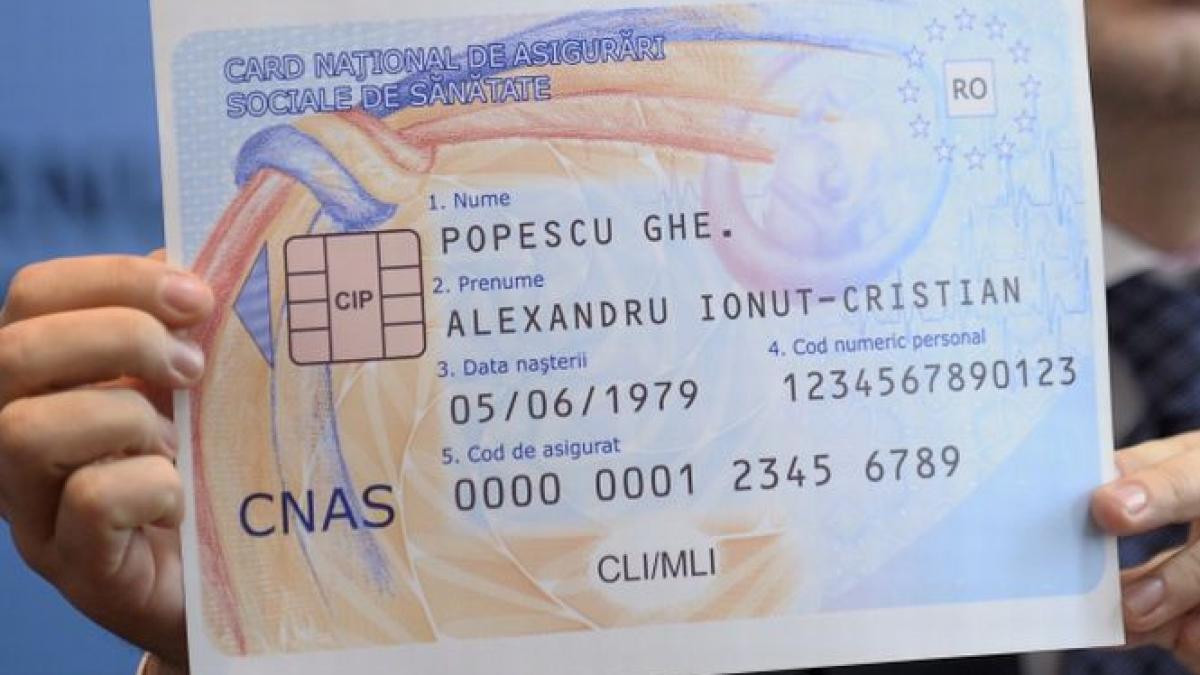 CARD NAŢIONAL DE ASIGURĂRI
SOCIALE DE SĂNĂTATE
RO
1. Nume
POPESCU GHE.
2. Prenume
ALEXANDRU IONUT-CRISTIAN
CIP
3. Data naşterii
4. Cod numeric personal
05/06/1979
1234567890123
5. Cod de asigurat
0000 0001 2345 6789
CNAS
CLI/MLI